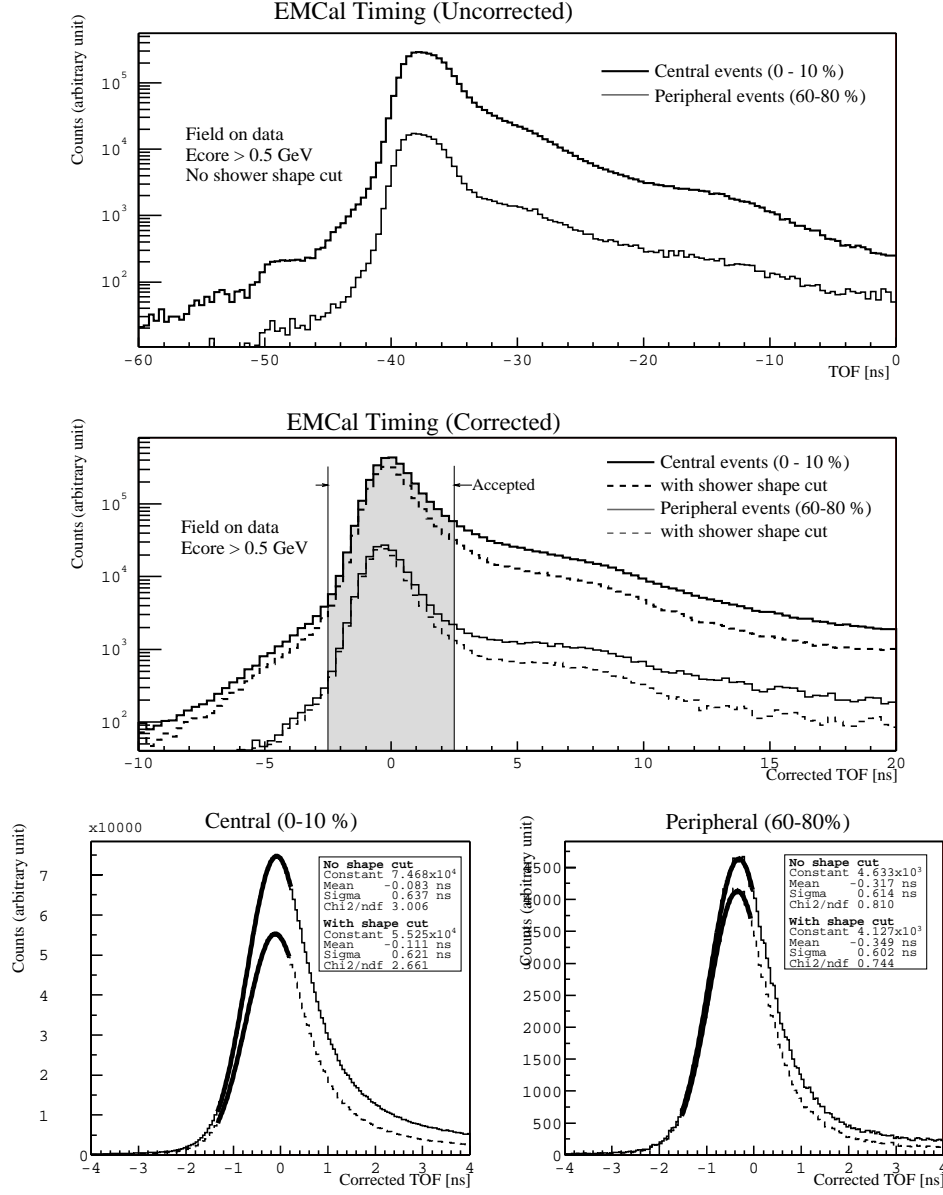 EMCal Timing (Uncorrected)
Counts (arbitrary unit)
10^5
10^4
10^3
10^2
Central events (0 - 10 %)
Peripheral events (60-80 %)
Field on data
Ecore > 0.5 GeV
No shower shape cut
-60 -50 -40 -30 -20 -10 0
TOF [ns]
EMCal Timing (Corrected)
Counts (arbitrary unit)
10^5
10^4
10^3
10^2
Central events (0 - 10 %)
with shower shape cut
Peripheral events (60-80 %)
with shower shape cut
Accepted
Field on data
Ecore > 0.5 GeV
-10 -5 0 5 10 15 20
Corrected TOF [ns]
Central (0-10 %)
x10000
Counts (arbitrary unit)
7
6
5
4
3
2
1
0
No shape cut
Constant 7.468x10^4
Mean -0.083 ns
Sigma 0.637 ns
Chi2/ndf 3.006
With shape cut
Constant 5.525x10^4
Mean -0.111 ns
Sigma 0.621 ns
Chi2/ndf 2.661
-4 -3 -2 -1 0 1 2 3 4
Corrected TOF [ns]
Peripheral (60-80%)
Counts (arbitrary unit)
4500
4000
3500
3000
2500
2000
1500
1000
500
0
No shape cut
Constant 4.633x10^3
Mean -0.317 ns
Sigma 0.614 ns
Chi2/ndf 0.810
With shape cut
Constant 4.127x10^3
Mean -0.349 ns
Sigma 0.602 ns
Chi2/ndf 0.744
-4 -3 -2 -1 0 1 2 3 4
Corrected TOF [ns]